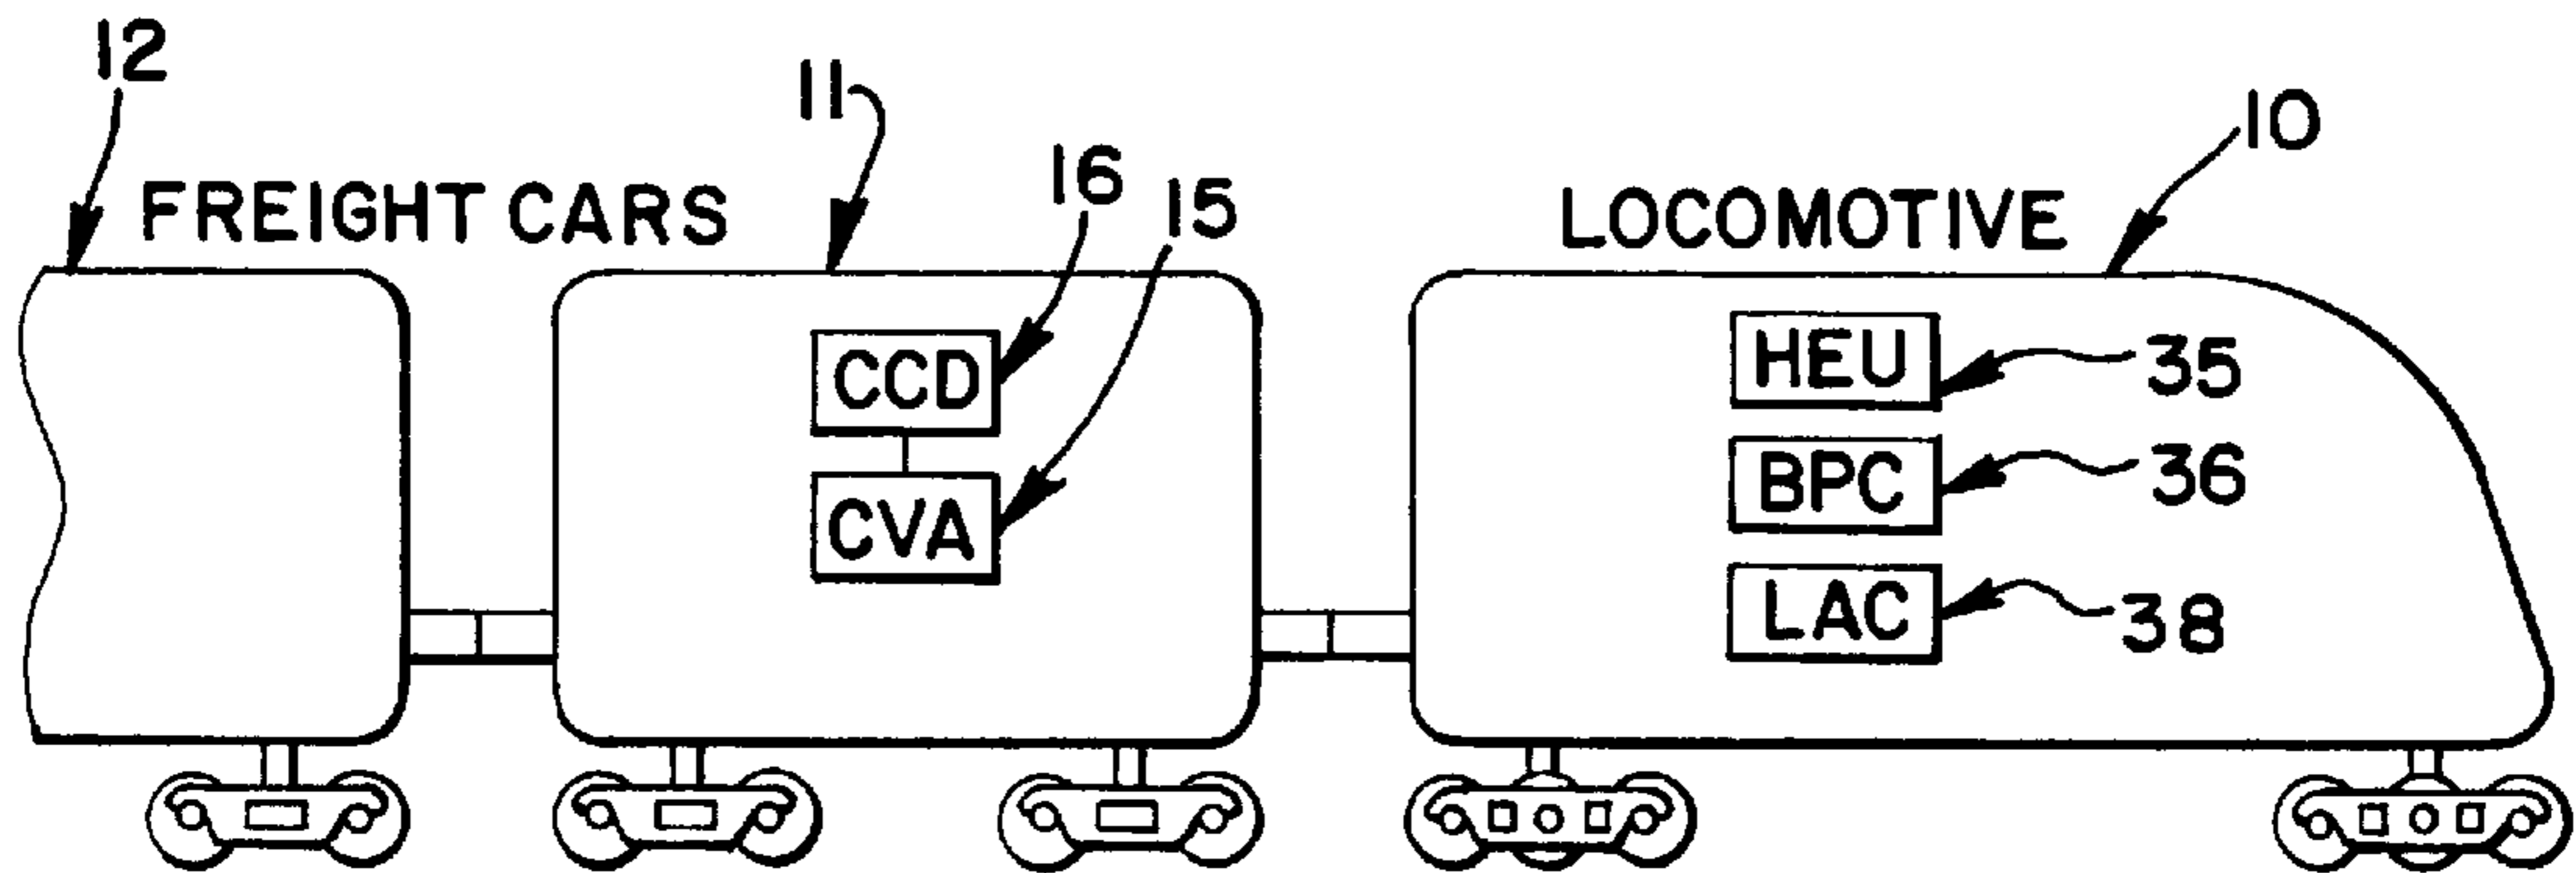 12
11
10
16
15
FREIGHT CARS
LOCOMOTIVE
CCD
CVA
HEU
35
BPC
36
LAC
38